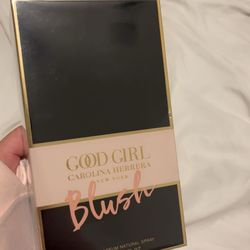 GOOD GIRL
CAROLINA HERRERA
NEW YORK
Blush
NATURAL SPRAY